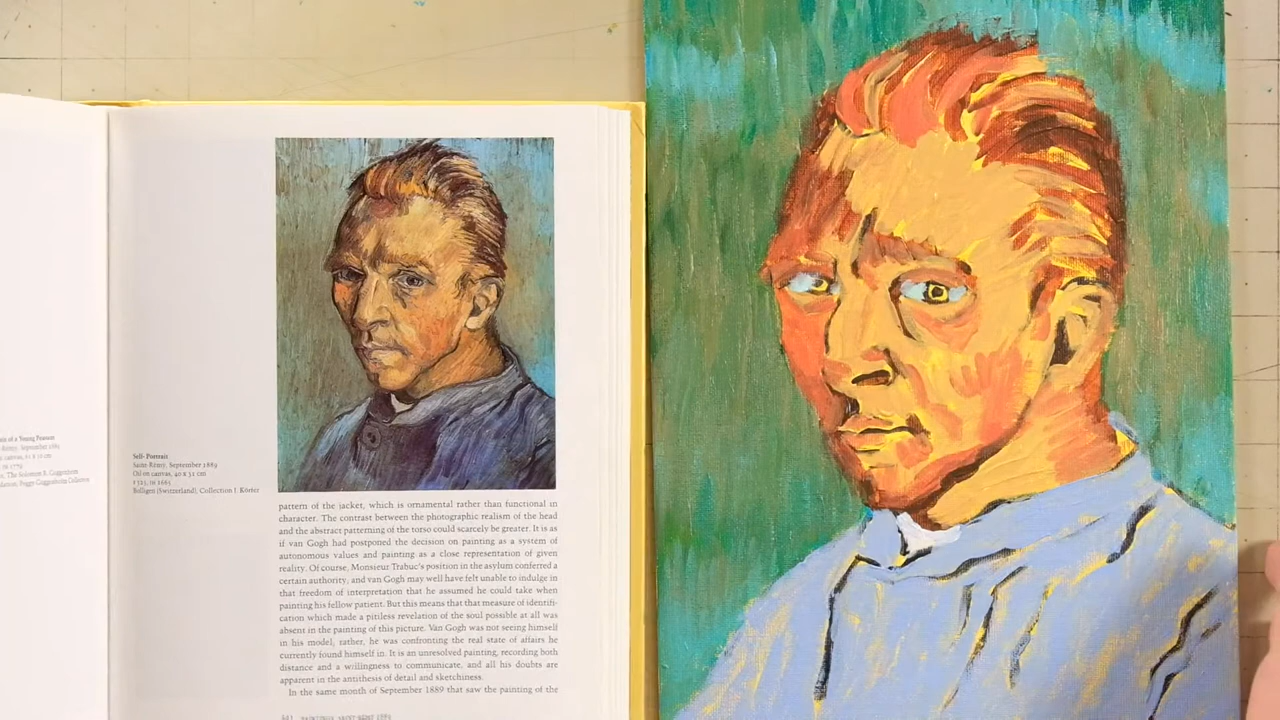 of a Young Peasant
Self-Portrait
Saint-Rémy, September 1889
Oil on canvas, 40 x 51 cm
Bolligen (Switzerland), Collection J. Körfer
pattern of the jacket, which is ornamental rather than functional in
character. The contrast between the photographic realism of the head
and the abstract patterning of the torso could scarcely be greater. It is as
if van Gogh had postponed the decision on painting as a system of
autonomous values and painting as a close representation of given
reality. Of course, Monsieur Trabuc's position in the asylum conferred a
certain authority; and van Gogh may well have felt unable to indulge in
that freedom of interpretation that he assumed he could take when
painting his fellow patient. But this means that that measure of identifi-
cation which made a pitiless revelation of the soul possible at all was
absent in the painting of this picture. Van Gogh was not seeing himself
in his model; rather, he was confronting the real state of affairs he
currently found himself in. It is an unresolved painting, recording both
distance and a willingness to communicate, and all his doubts are
apparent in the antithesis of detail and sketchiness.
In the same month of September 1889 that saw the painting of the